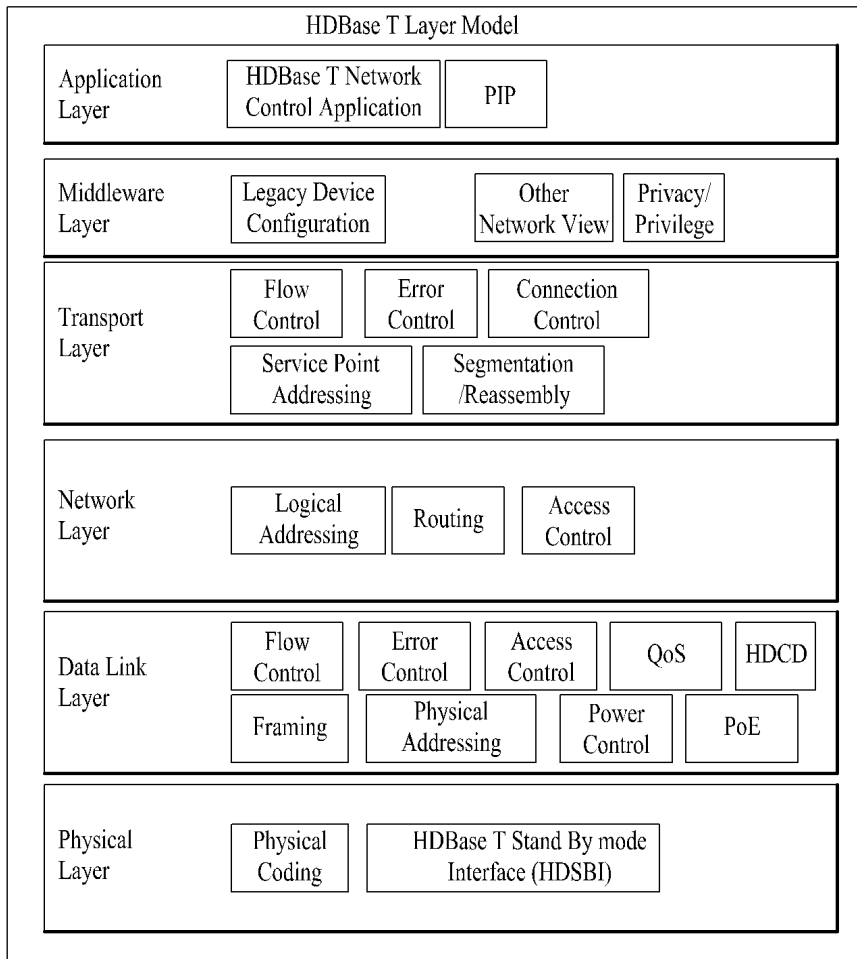 HDBase T Layer Model
Application
Layer
HDBase T Network
Control Application
PIP
Middleware
Layer
Legacy Device
Configuration
Other
Network View
Privacy/
Privilege
Transport
Layer
Flow
Control
Error
Control
Connection
Control
Service Point
Addressing
Segmentation
/Reassembly
Network
Layer
Logical
Addressing
Routing
Access
Control
Data Link
Layer
Flow
Control
Error
Control
Access
Control
QoS
HDCD
Framing
Physical
Addressing
Power
Control
PoE
Physical
Layer
Physical
Coding
HDBase T Stand By mode
Interface (HDSBI)